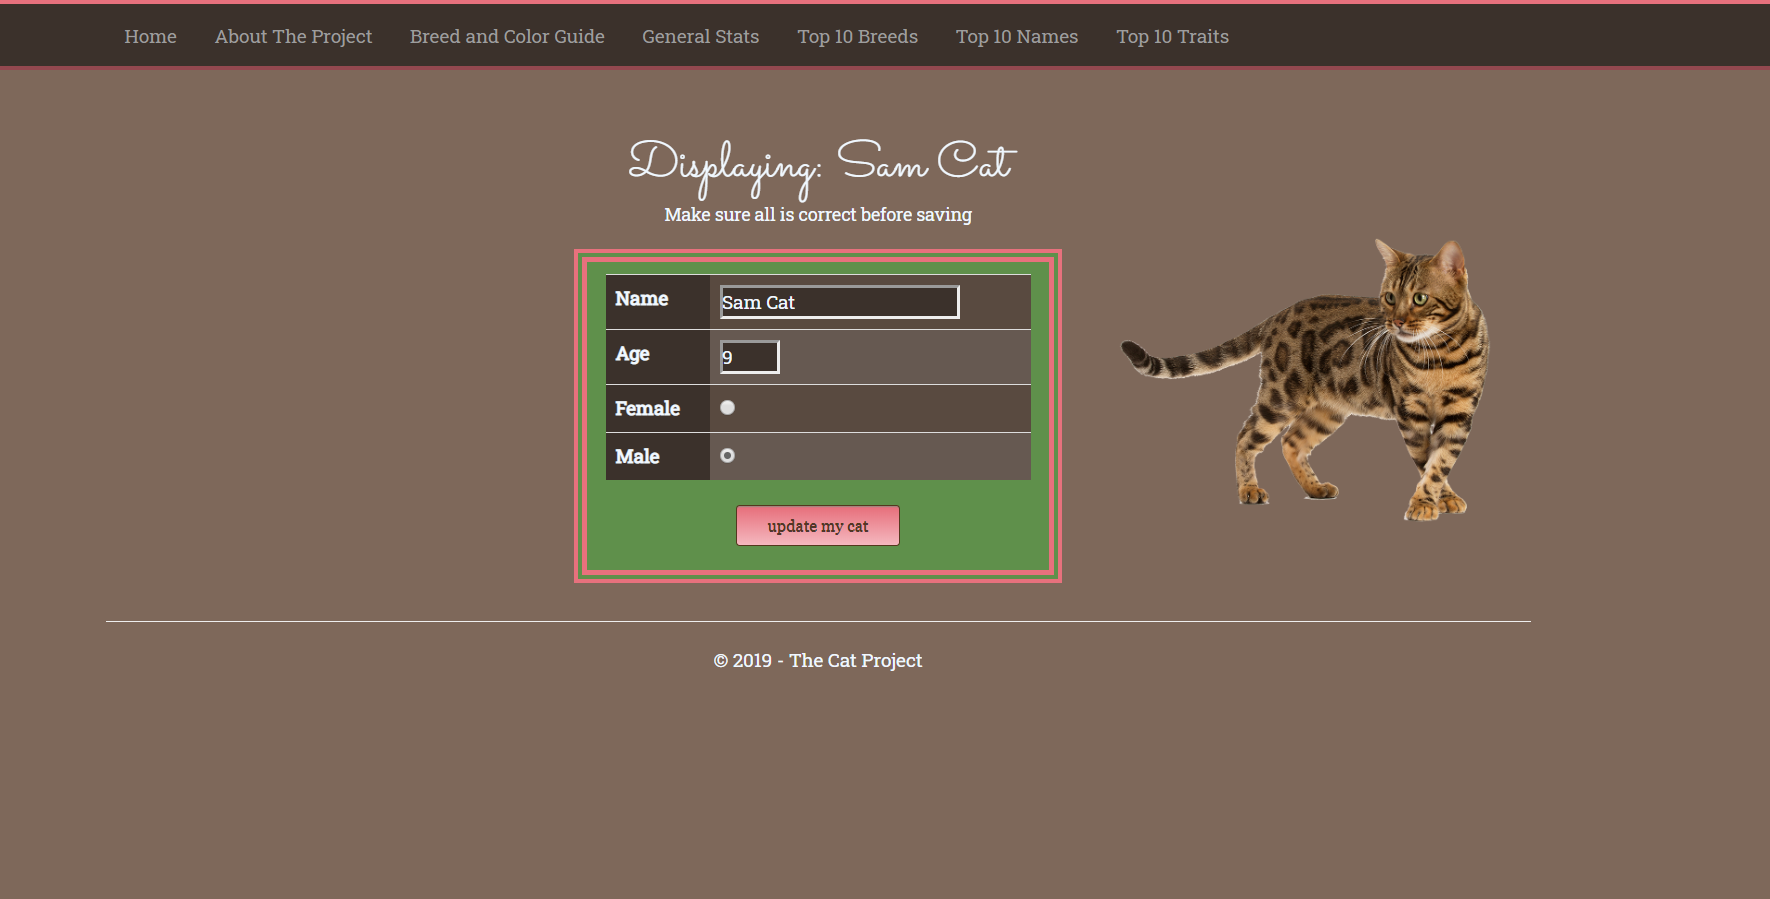 Home About The Project Breed and Color Guide General Stats Top 10 Breeds Top 10 Names Top 10 Traits
Displaying: Sam Cat
Make sure all is correct before saving
Name Sam Cat
Age 9
Female
Male
update my cat
© 2019 - The Cat Project